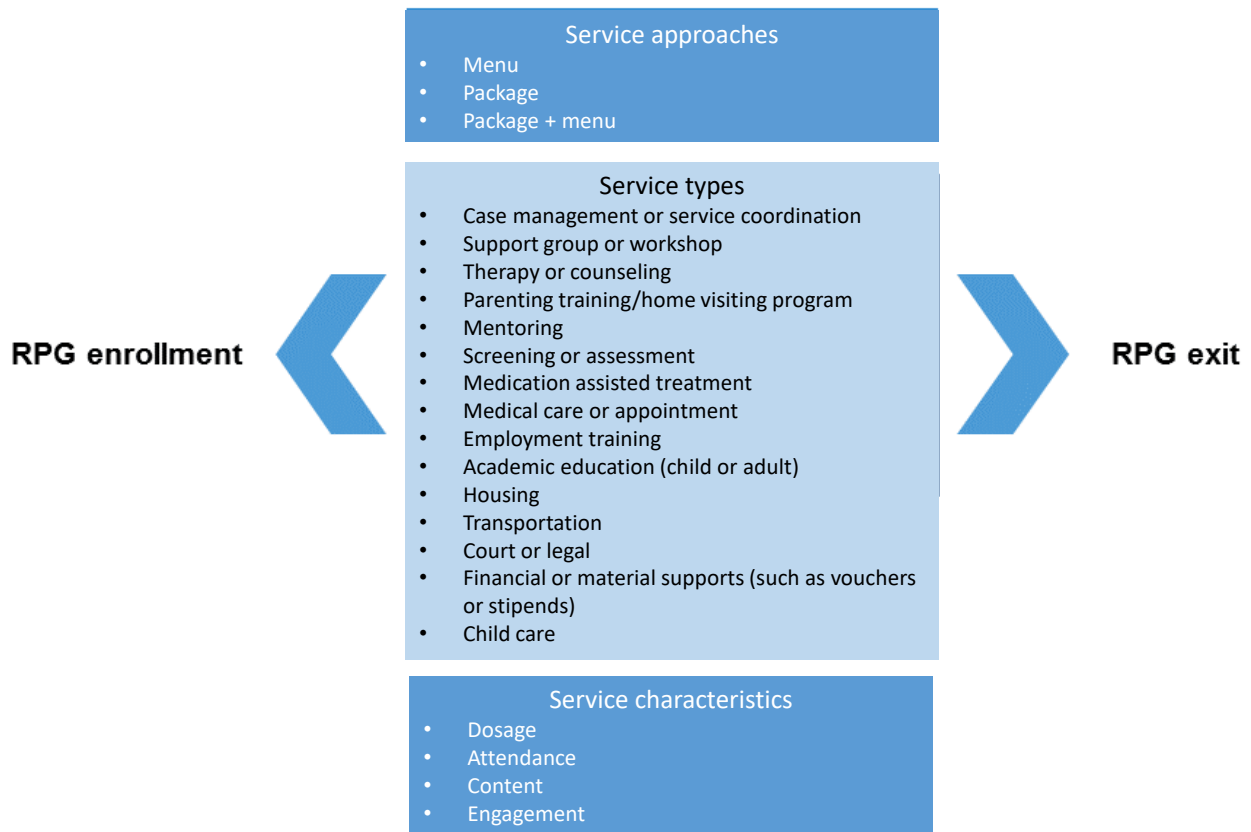 Service approaches
• Menu
• Package
• Package + menu
Service types
• Case management or service coordination
• Support group or workshop
• Therapy or counseling
• Parenting training/home visiting program
• Mentoring
• Screening or assessment
• Medication assisted treatment
• Medical care or appointment
• Employment training
• Academic education (child or adult)
• Housing
• Transportation
• Court or legal
• Financial or material supports (such as vouchers
or stipends)
• Child care
RPG enrollment
RPG exit
Service characteristics
• Dosage
• Attendance
• Content
• Engagement